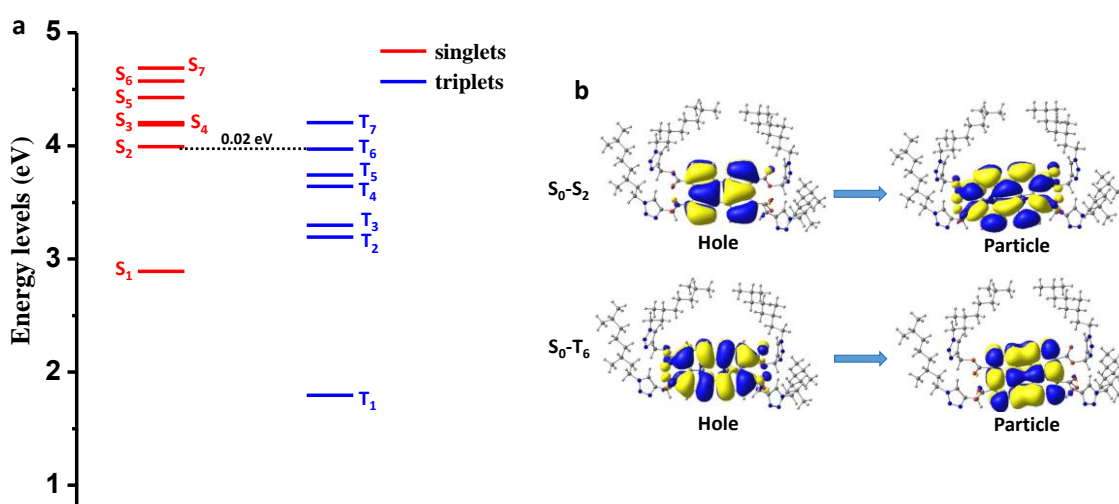 a
Energy levels (eV)
5
4
3
2
1
S₇
S₆
S₅
S₃
S₄
S₂
S₁
0.02 eV
singlets
triplets
T₇
T₆
T₅
T₄
T₃
T₂
T₁
b
S₀-S₂
Hole
Particle
S₀-T₆
Hole
Particle